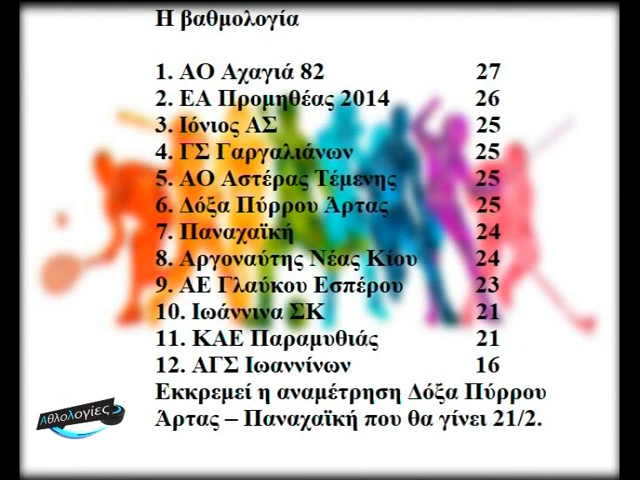 Η βαθμολογία
1. ΑΟ Αχαγιά 82 27
2. ΕΑ Προμηθέας 2014 26
3. Ιόνιος ΑΣ 25
4. ΓΣ Γαργαλιάνων 25
5. ΑΟ Αστέρας Τέμενης 25
6. Δόξα Πύρρου Άρτας 25
7. Παναχαϊκή 24
8. Αργοναύτης Νέας Κίου 24
9. ΑΕ Γλαύκου Εσπέρου 23
10. Ιωάννινα ΣΚ 21
11. ΚΑΕ Παραμυθιάς 21
12. ΑΓΣ Ιωαννίνων 16
Εκκρεμεί η αναμέτρηση Δόξα Πύρρου
Άρτας – Παναχαϊκή που θα γίνει 21/2.
Αθλολογίες